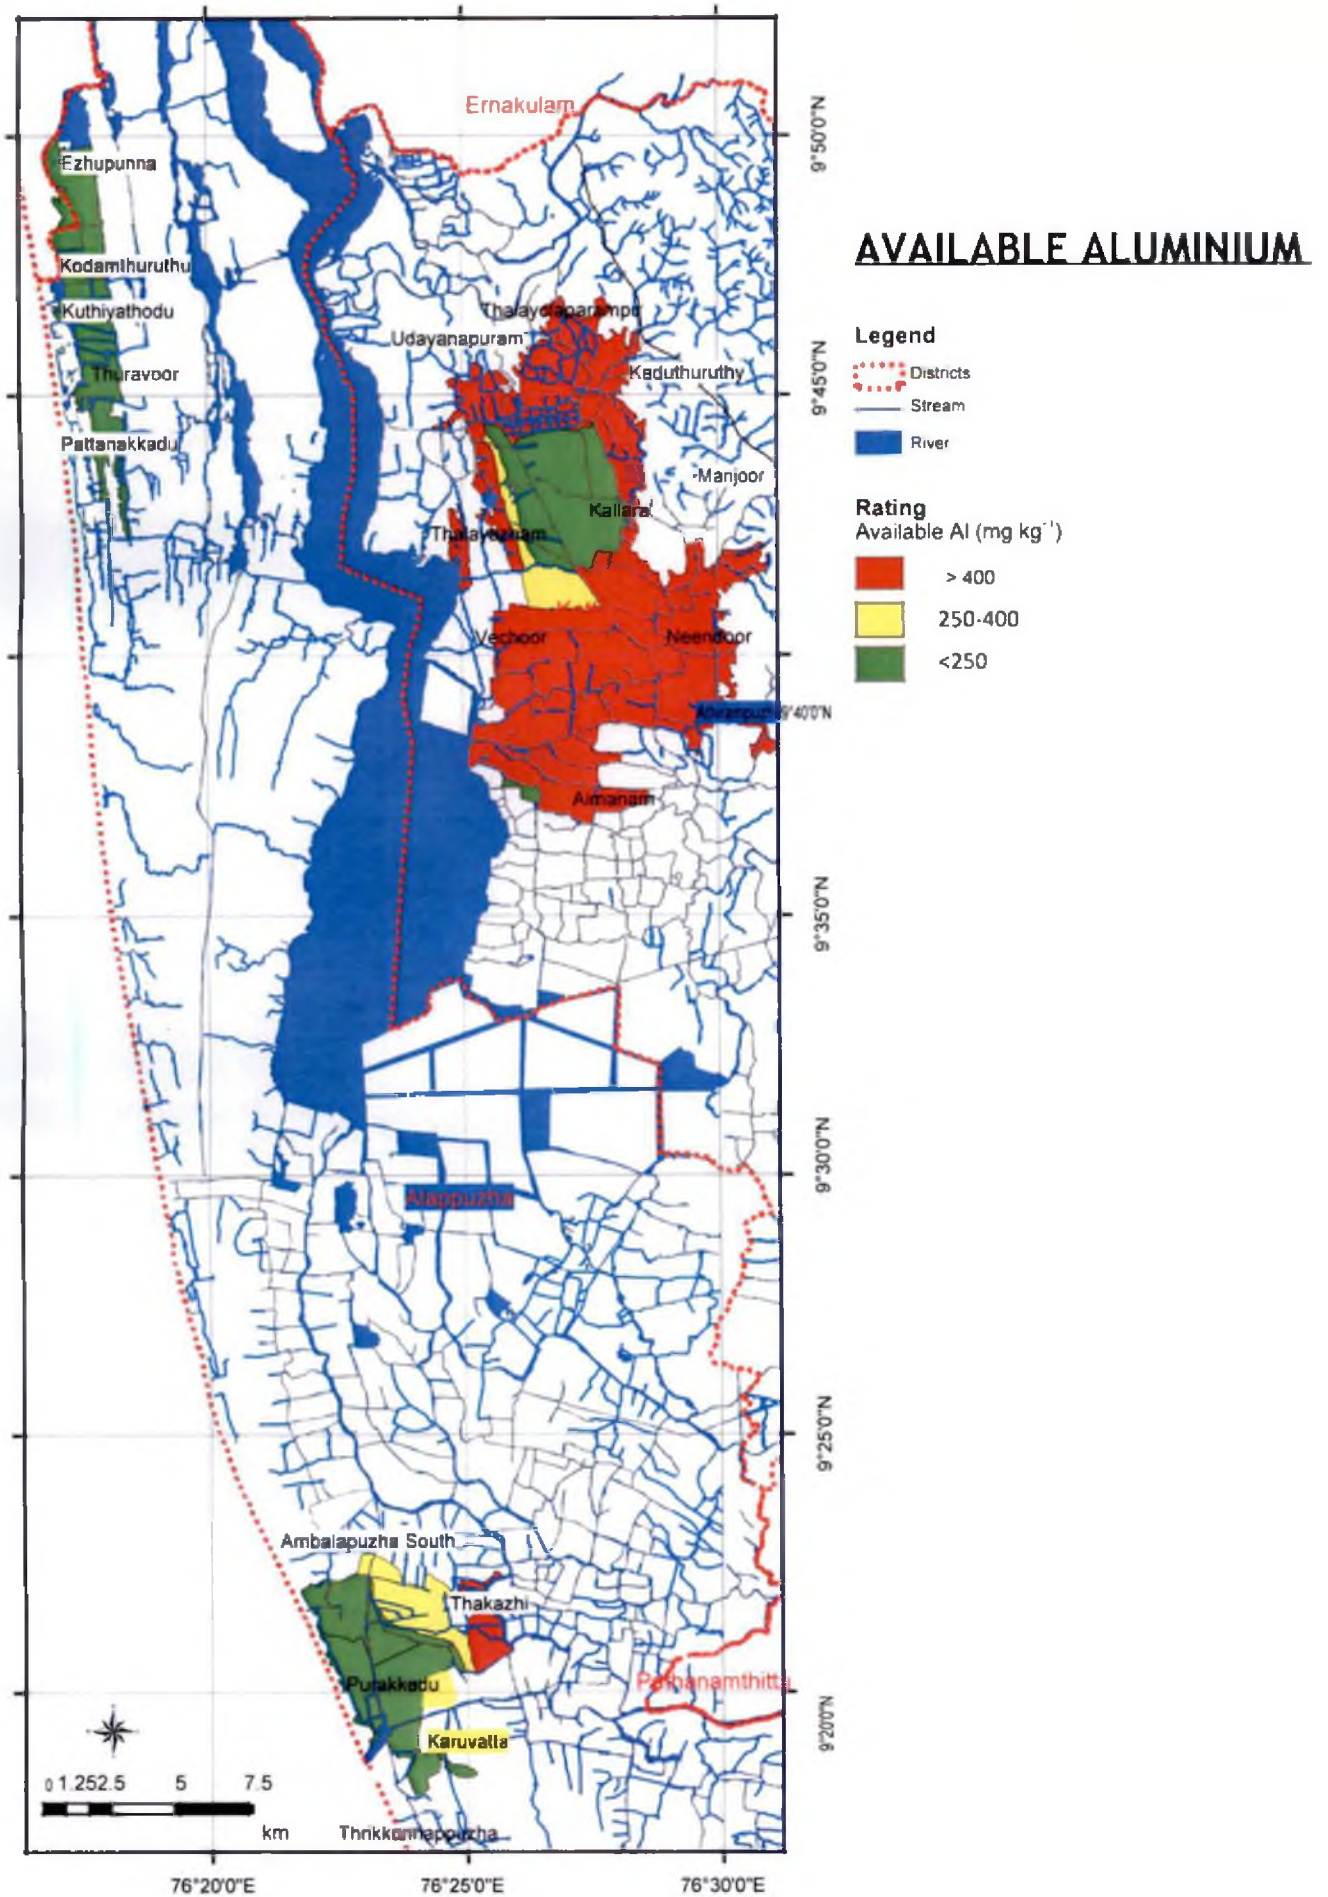 Ernakulam
Ezhupunna
Kodamthuruthu
Kuthiyathodu
Thuravoor
Pattanakkadu
Udayanapuram
Kaduthuruthy
Manjoor
Kallara
Vechoor
Neendoor
Aimanam
Alappuzha
Ambalapuzha South
Thakazhi
Purakkadu
Karuvatta
0 1.25 2.5 5 7.5
km
9°50'0"N
9°45'0"N
9°40'0"N
9°35'0"N
9°30'0"N
9°25'0"N
9°20'0"N
76°20'0"E 76°25'0"E 76°30'0"E
AVAILABLE ALUMINIUM
Legend
Districts
Stream
River
Rating
Available Al (mg kg⁻¹)
> 400
250-400
<250